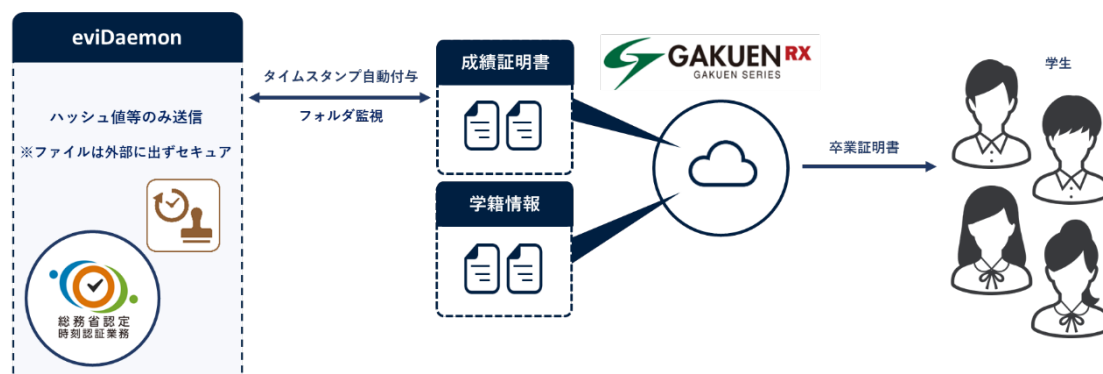 eviDaemon
ハッシュ値等のみ送信
※ファイルは外部に出ずセキュア
総務省認定
時刻認証業務
タイムスタンプ自動付与
フォルダ監視
成績証明書
学籍情報
GAKUEN RX
GAKUEN SERIES
卒業証明書
学生